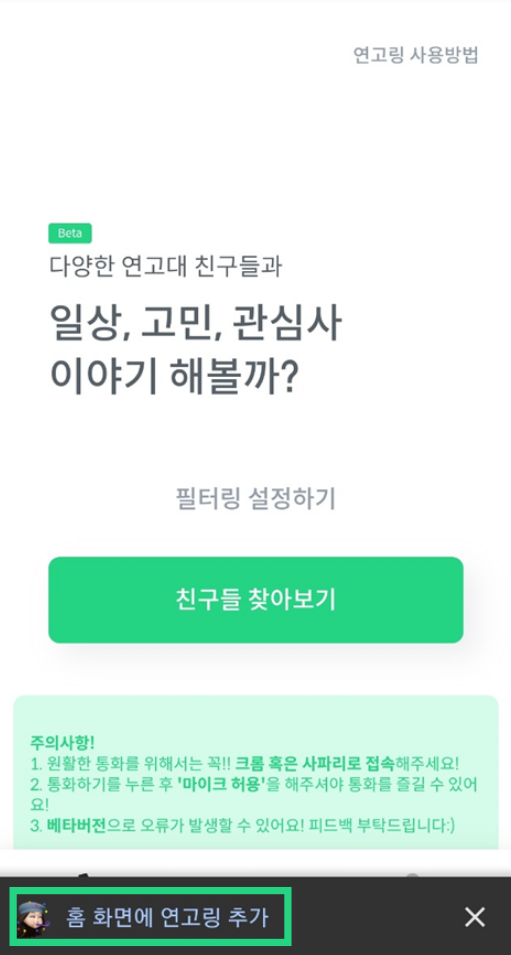 연고링 사용방법
Beta
다양한 연고대 친구들과
일상, 고민, 관심사
이야기 해볼까?
필터링 설정하기
친구들 찾아보기
주의사항!
1. 원활한 통화를 위해서는 꼭!! 크롬 혹은 사파리로 접속해주세요!
2. 통화하기를 누른 후 '마이크 허용'을 해주셔야 통화를 즐길 수 있어
요!
3. 베타버전으로 오류가 발생할 수 있어요! 피드백 부탁드립니다:)
홈 화면에 연고링 추가